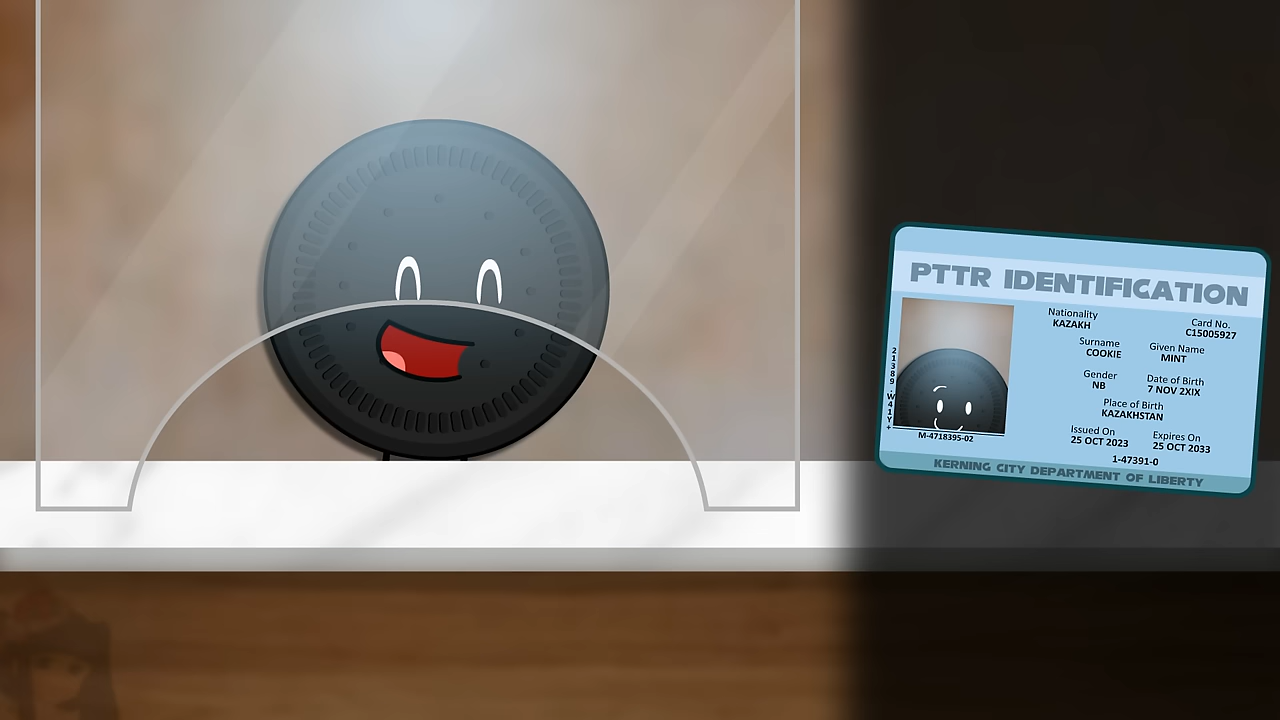 PTTR IDENTIFICATION
Nationality
KAZAKH
Card No.
C15005927
Surname
COOKIE
Given Name
MINT
Gender
NB
Date of Birth
7 NOV 2XIX
Place of Birth
KAZAKHSTAN
Issued On
25 OCT 2023
Expires On
25 OCT 2033
M-4718395-02
1-47391-0
KERNING CITY DEPARTMENT OF LIBERTY